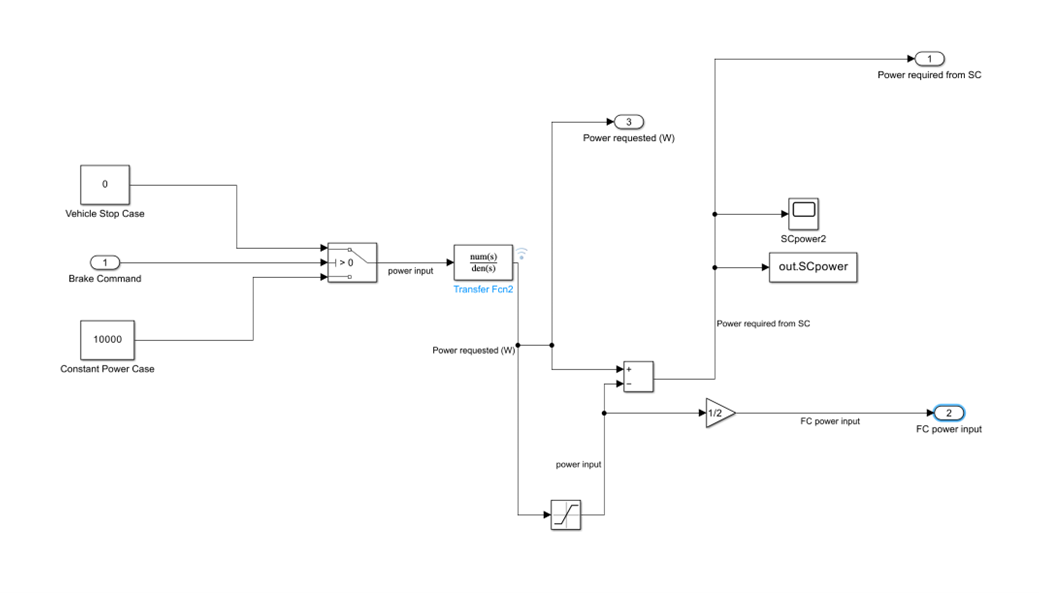 1
Power required from SC
3
Power requested (W)
0
Vehicle Stop Case
SCpower2
num(s)
den(s)
1
Brake Command
> 0
power input
Transfer Fcn2
out.SCpower
10000
Constant Power Case
Power required from SC
Power requested (W)
+
−
1/2
FC power input
2
FC power input
power input